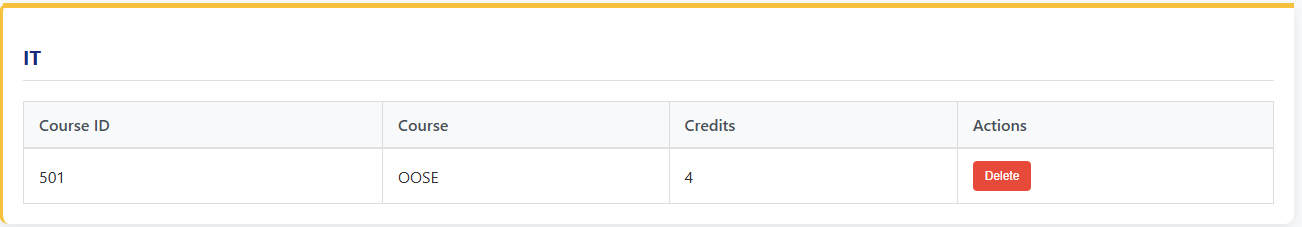 IT
Course ID Course Credits Actions
501 OOSE 4 Delete